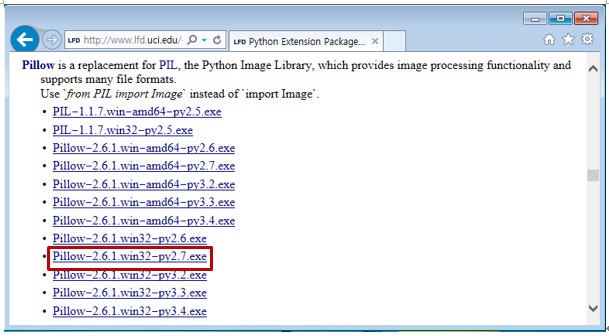 LFD http://www.lfd.uci.edu/
LFD Python Extension Package...
Pillow is a replacement for PIL, the Python Image Library, which provides image processing functionality and
supports many file formats.
Use `from PIL import Image` instead of `import Image`.
• PIL-1.1.7.win-amd64-py2.5.exe
• PIL-1.1.7.win32-py2.5.exe
• Pillow-2.6.1.win-amd64-py2.6.exe
• Pillow-2.6.1.win-amd64-py2.7.exe
• Pillow-2.6.1.win-amd64-py3.2.exe
• Pillow-2.6.1.win-amd64-py3.3.exe
• Pillow-2.6.1.win-amd64-py3.4.exe
• Pillow-2.6.1.win32-py2.6.exe
• Pillow-2.6.1.win32-py2.7.exe
• Pillow-2.6.1.win32-py3.2.exe
• Pillow-2.6.1.win32-py3.3.exe
• Pillow-2.6.1.win32-py3.4.exe